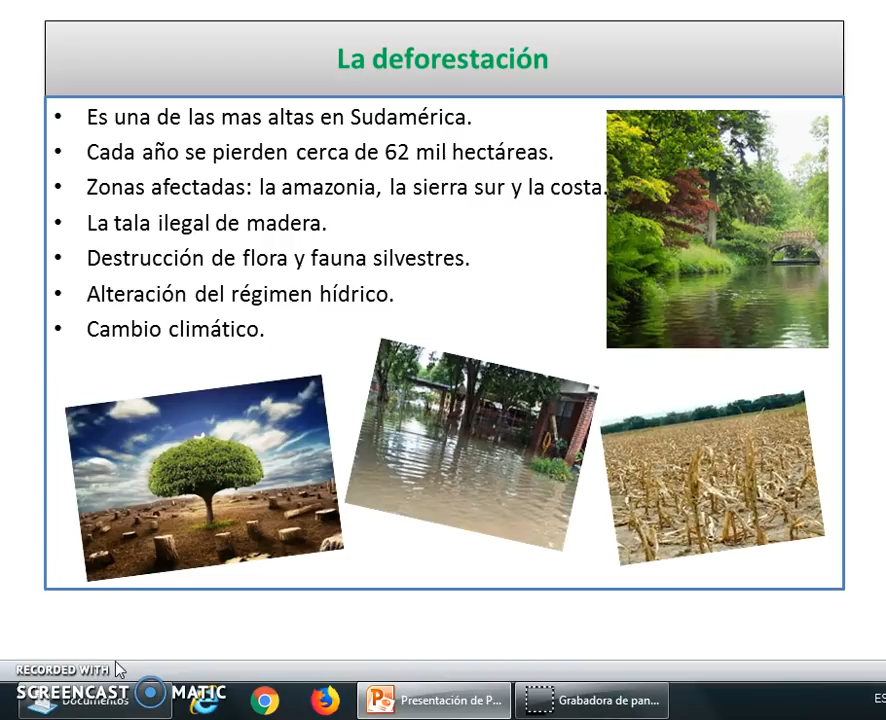 La deforestación
• Es una de las mas altas en Sudamérica.
• Cada año se pierden cerca de 62 mil hectáreas.
• Zonas afectadas: la amazonia, la sierra sur y la costa.
• La tala ilegal de madera.
• Destrucción de flora y fauna silvestres.
• Alteración del régimen hídrico.
• Cambio climático.
RECORDED WITH
SCREENCAST MATIC
Documentos
Presentación de P...
Grabadora de pan...
ES